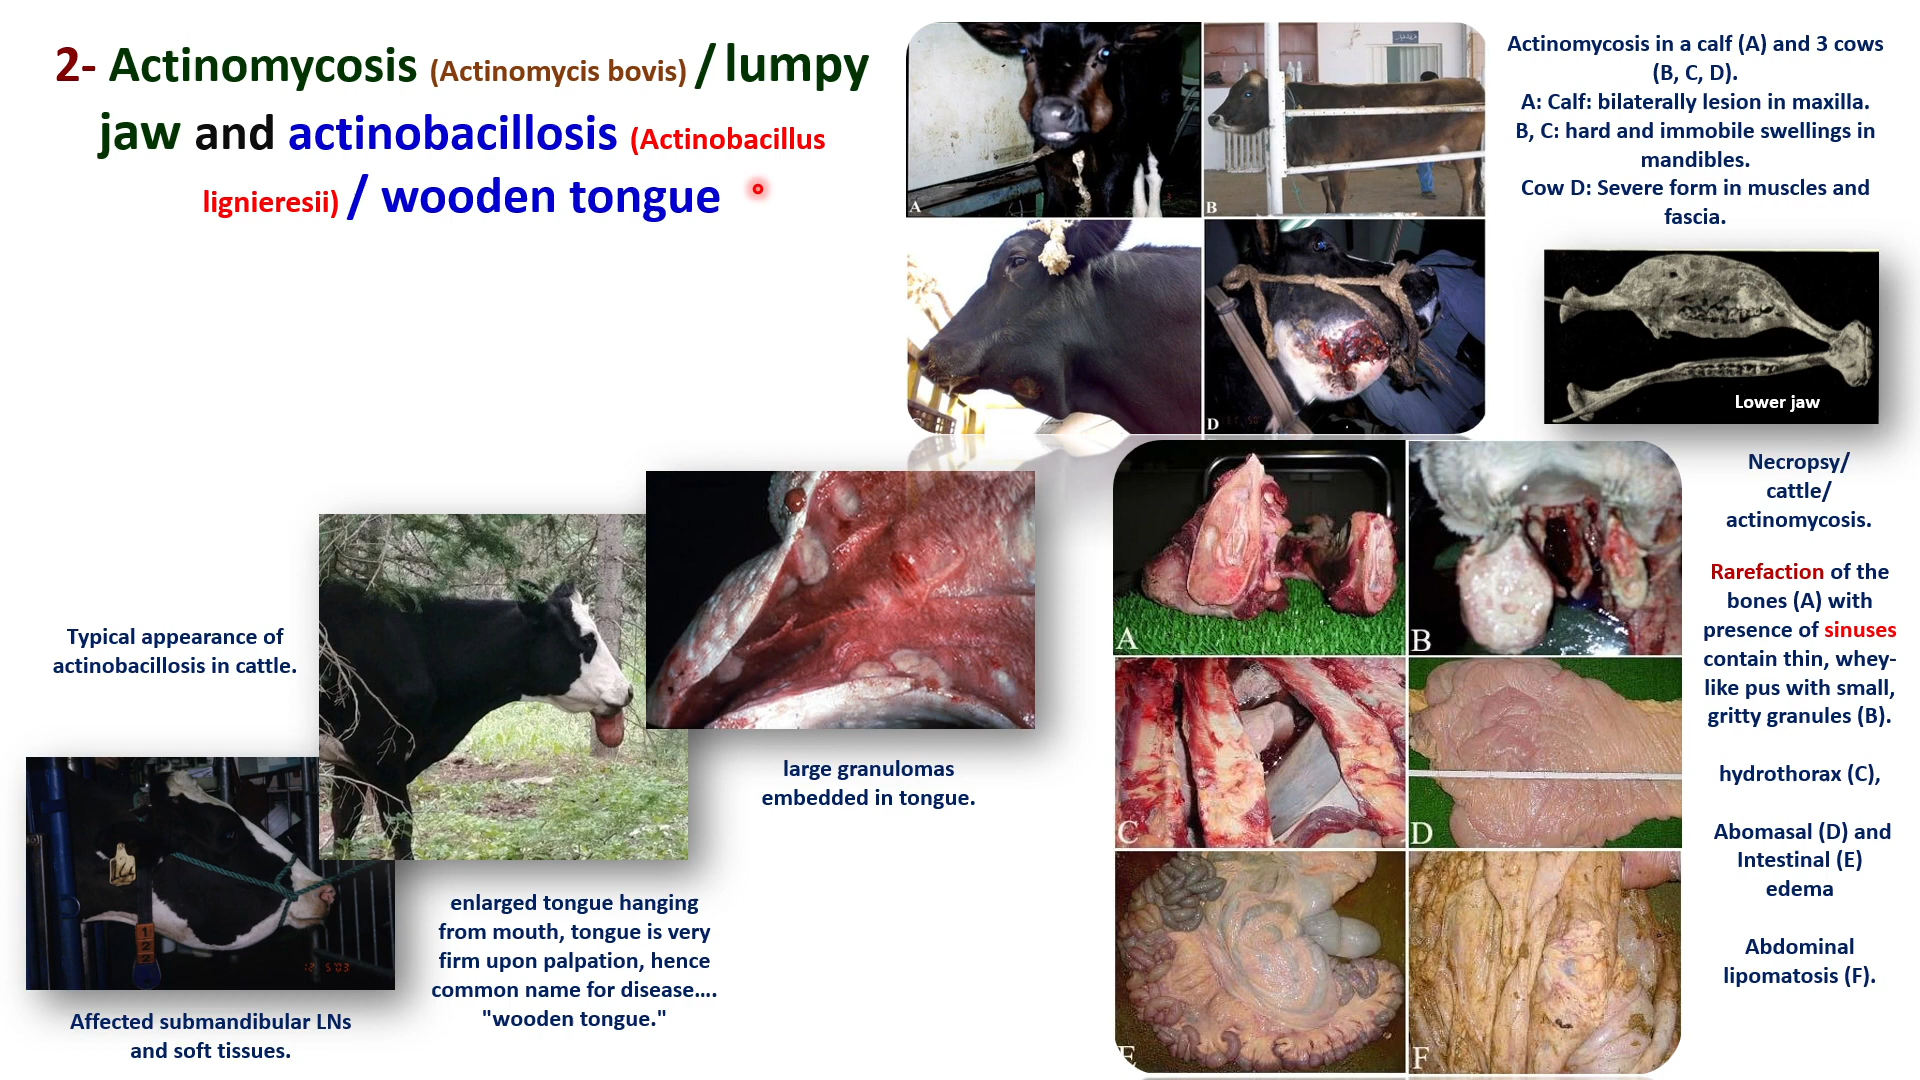 2- Actinomycosis (Actinomycis bovis) / lumpy
jaw and actinobacillosis (Actinobacillus
lignieresii) / wooden tongue
A
B
D
Actinomycosis in a calf (A) and 3 cows
(B, C, D).
A: Calf: bilaterally lesion in maxilla.
B, C: hard and immobile swellings in
mandibles.
Cow D: Severe form in muscles and
fascia.
Lower jaw
Necropsy/
cattle/
actinomycosis.
Rarefaction of the
bones (A) with
presence of sinuses
contain thin, whey-
like pus with small,
gritty granules (B).
hydrothorax (C),
Abomasal (D) and
Intestinal (E)
edema
Abdominal
lipomatosis (F).
A
B
C
D
E
F
large granulomas
embedded in tongue.
Typical appearance of
actinobacillosis in cattle.
enlarged tongue hanging
from mouth, tongue is very
firm upon palpation, hence
common name for disease....
"wooden tongue."
1
2
12 5'03
Affected submandibular LNs
and soft tissues.